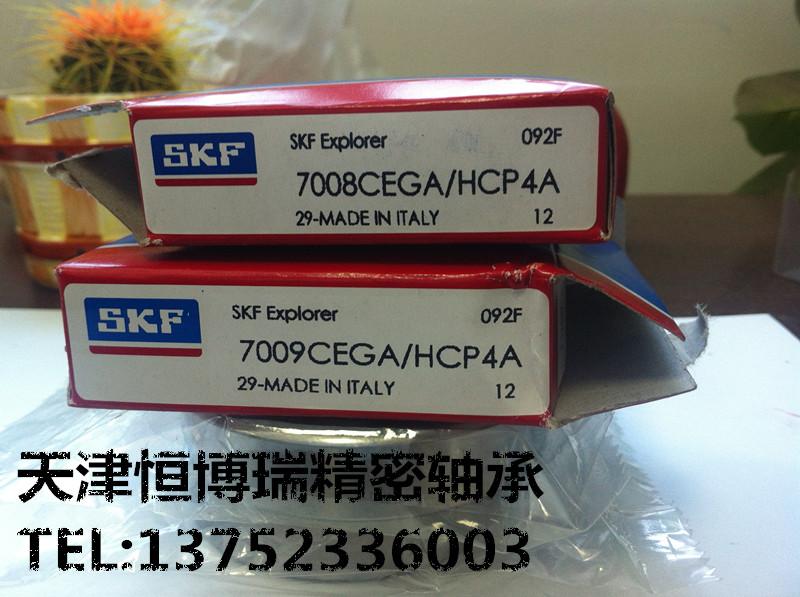 SKF
SKF Explorer 092F
7008CEGA/HCP4A
29-MADE IN ITALY 12
SKF
SKF Explorer 092F
7009CEGA/HCP4A
29-MADE IN ITALY 12
天津恒博瑞精密轴承
TEL:13752336003